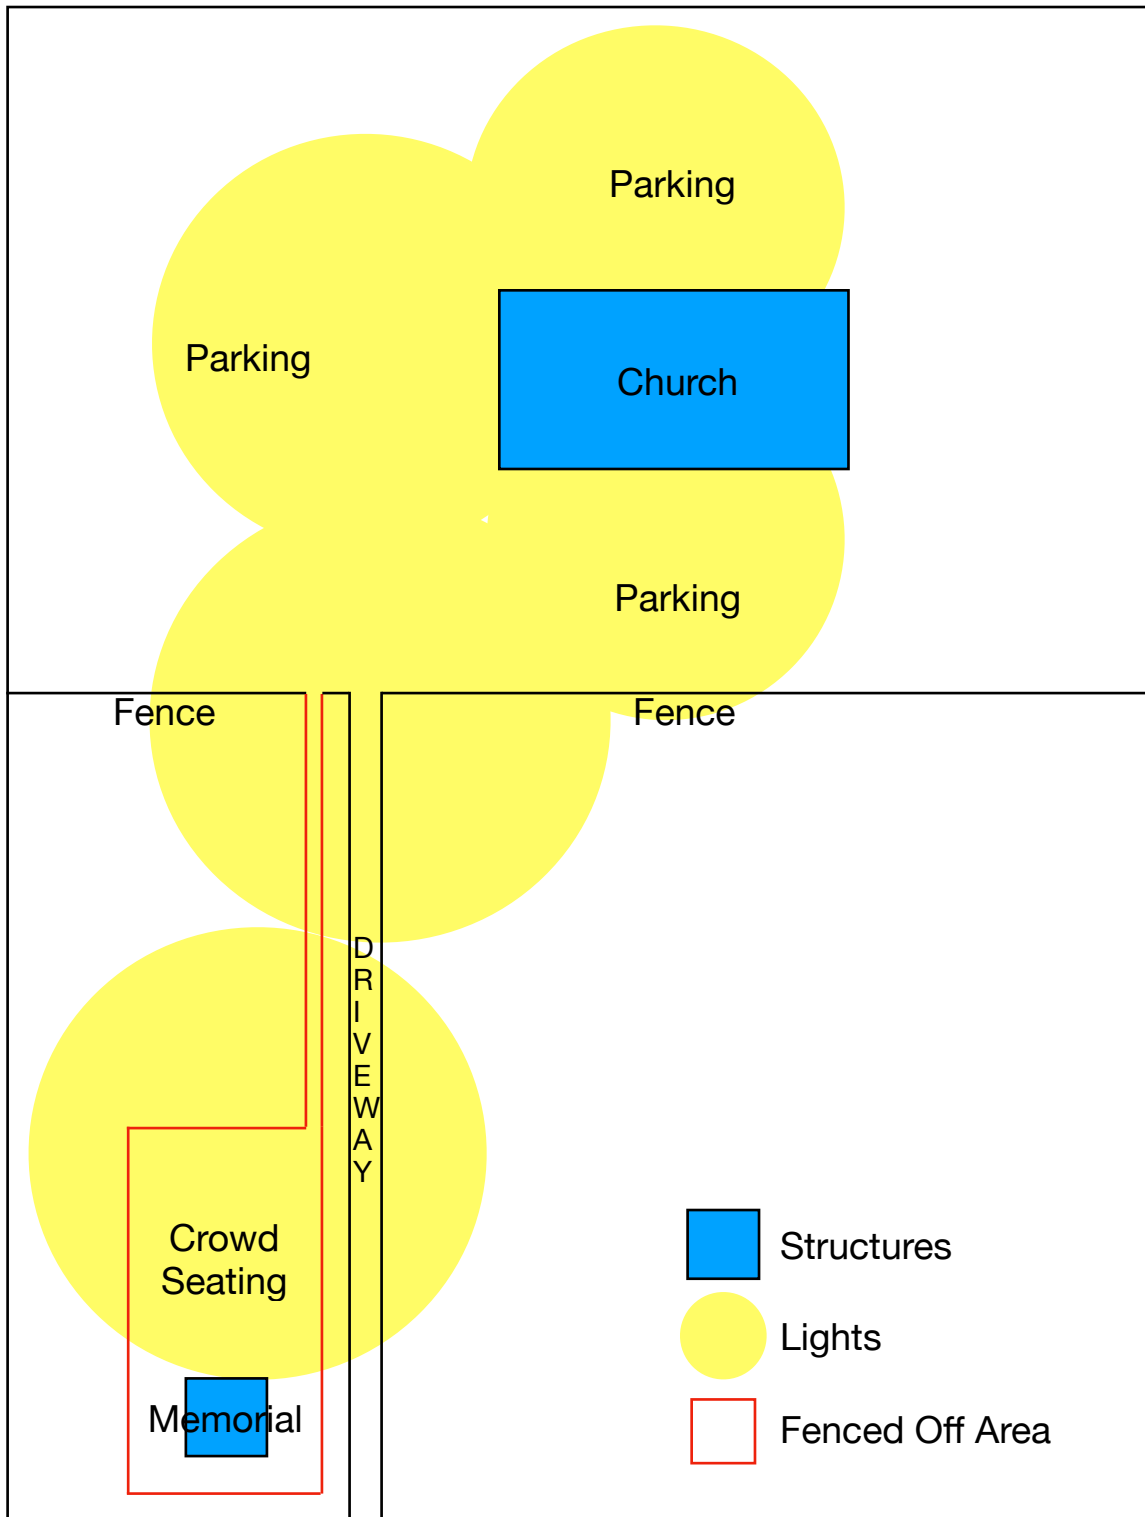 Parking
Parking
Church
Parking
Fence
Fence
D
R
I
V
E
W
A
Y
Crowd
Seating
Structures
Lights
Memorial
Fenced Off Area